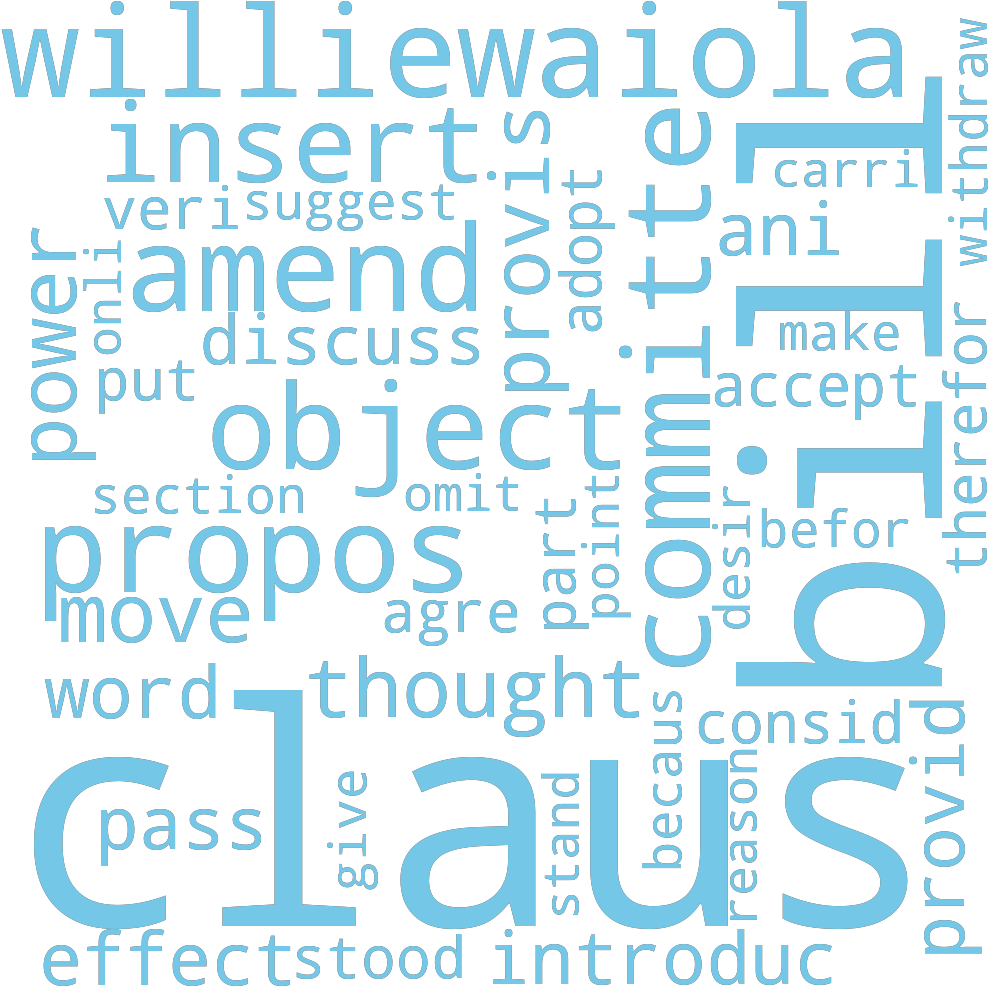 williewaiola
insert
veri
suggest
amend
power
onli
discuss
put
provis
adopt
committe
bill
carri
ani
withdraw
make
accept
therefor
object
section
omit
propos
move
agre
part
point
desir
befor
word
thought
claus
pass
give
stand
becaus
consid
reason
provid
effect
stood
introduc